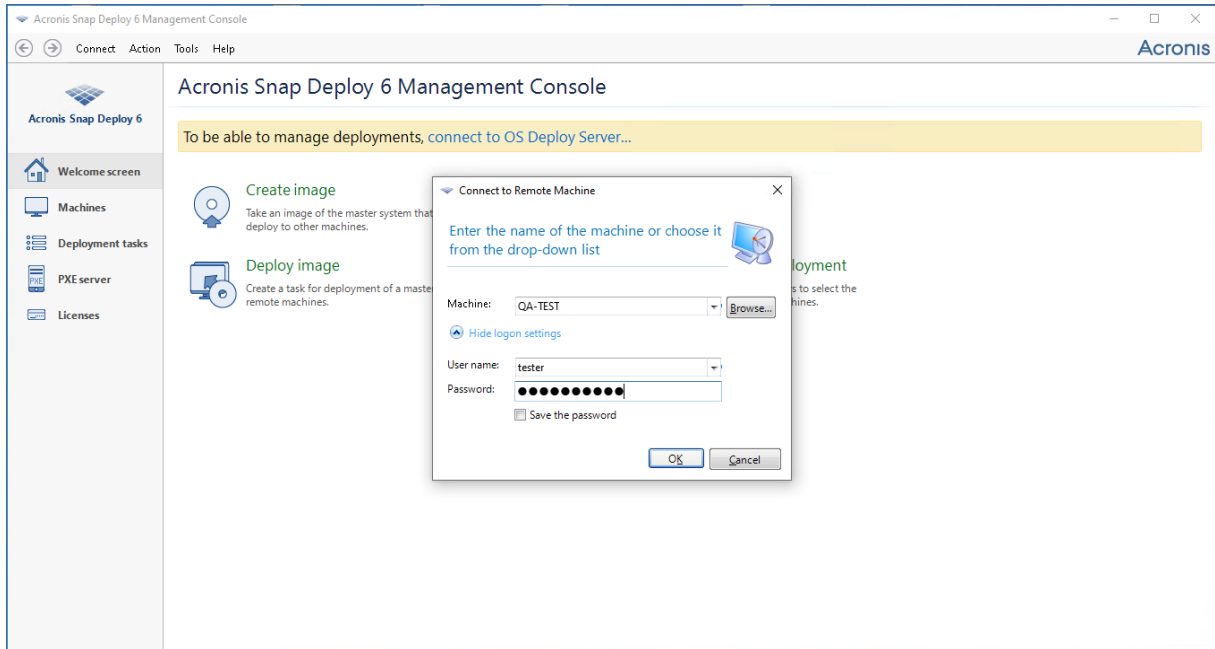 Acronis Snap Deploy 6 Management Console
Connect Action Tools Help
Acronis
Acronis Snap Deploy 6
Welcome screen
Machines
Deployment tasks
PXE
PXE server
Licenses
Acronis Snap Deploy 6 Management Console
To be able to manage deployments, connect to OS Deploy Server...
Create image
Take an image of the master system that
deploy to other machines.
Deploy image
Create a task for deployment of a maste
remote machines.
loyment
s to select the
hines.
Connect to Remote Machine
Enter the name of the machine or choose it
from the drop-down list
Machine: QA-TEST Browse...
Hide logon settings
User name: tester
Password: ●●●●●●●●●●
Save the password
OK Cancel